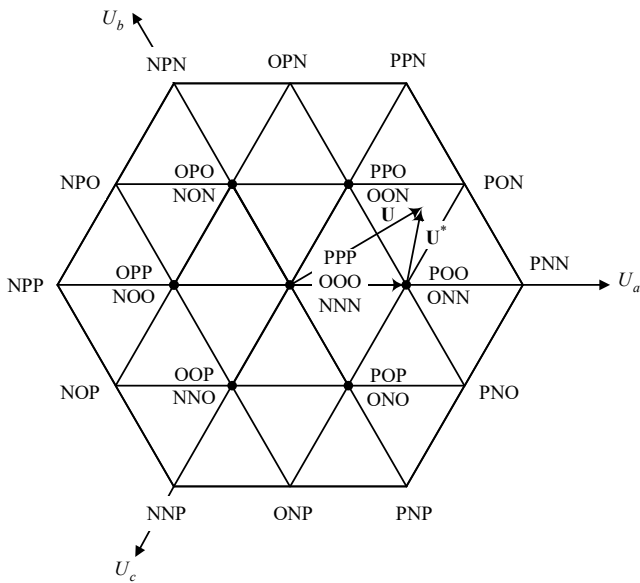 U_b
NPN OPN PPN
OPO PPO
NPO PON
NON OON
U
U*
PPP
OPP POO PNN
NPP OOO
NOO ONN
U_a
NNN
OOP POP
NOP PNO
NNO ONO
NNP ONP PNP
U_c